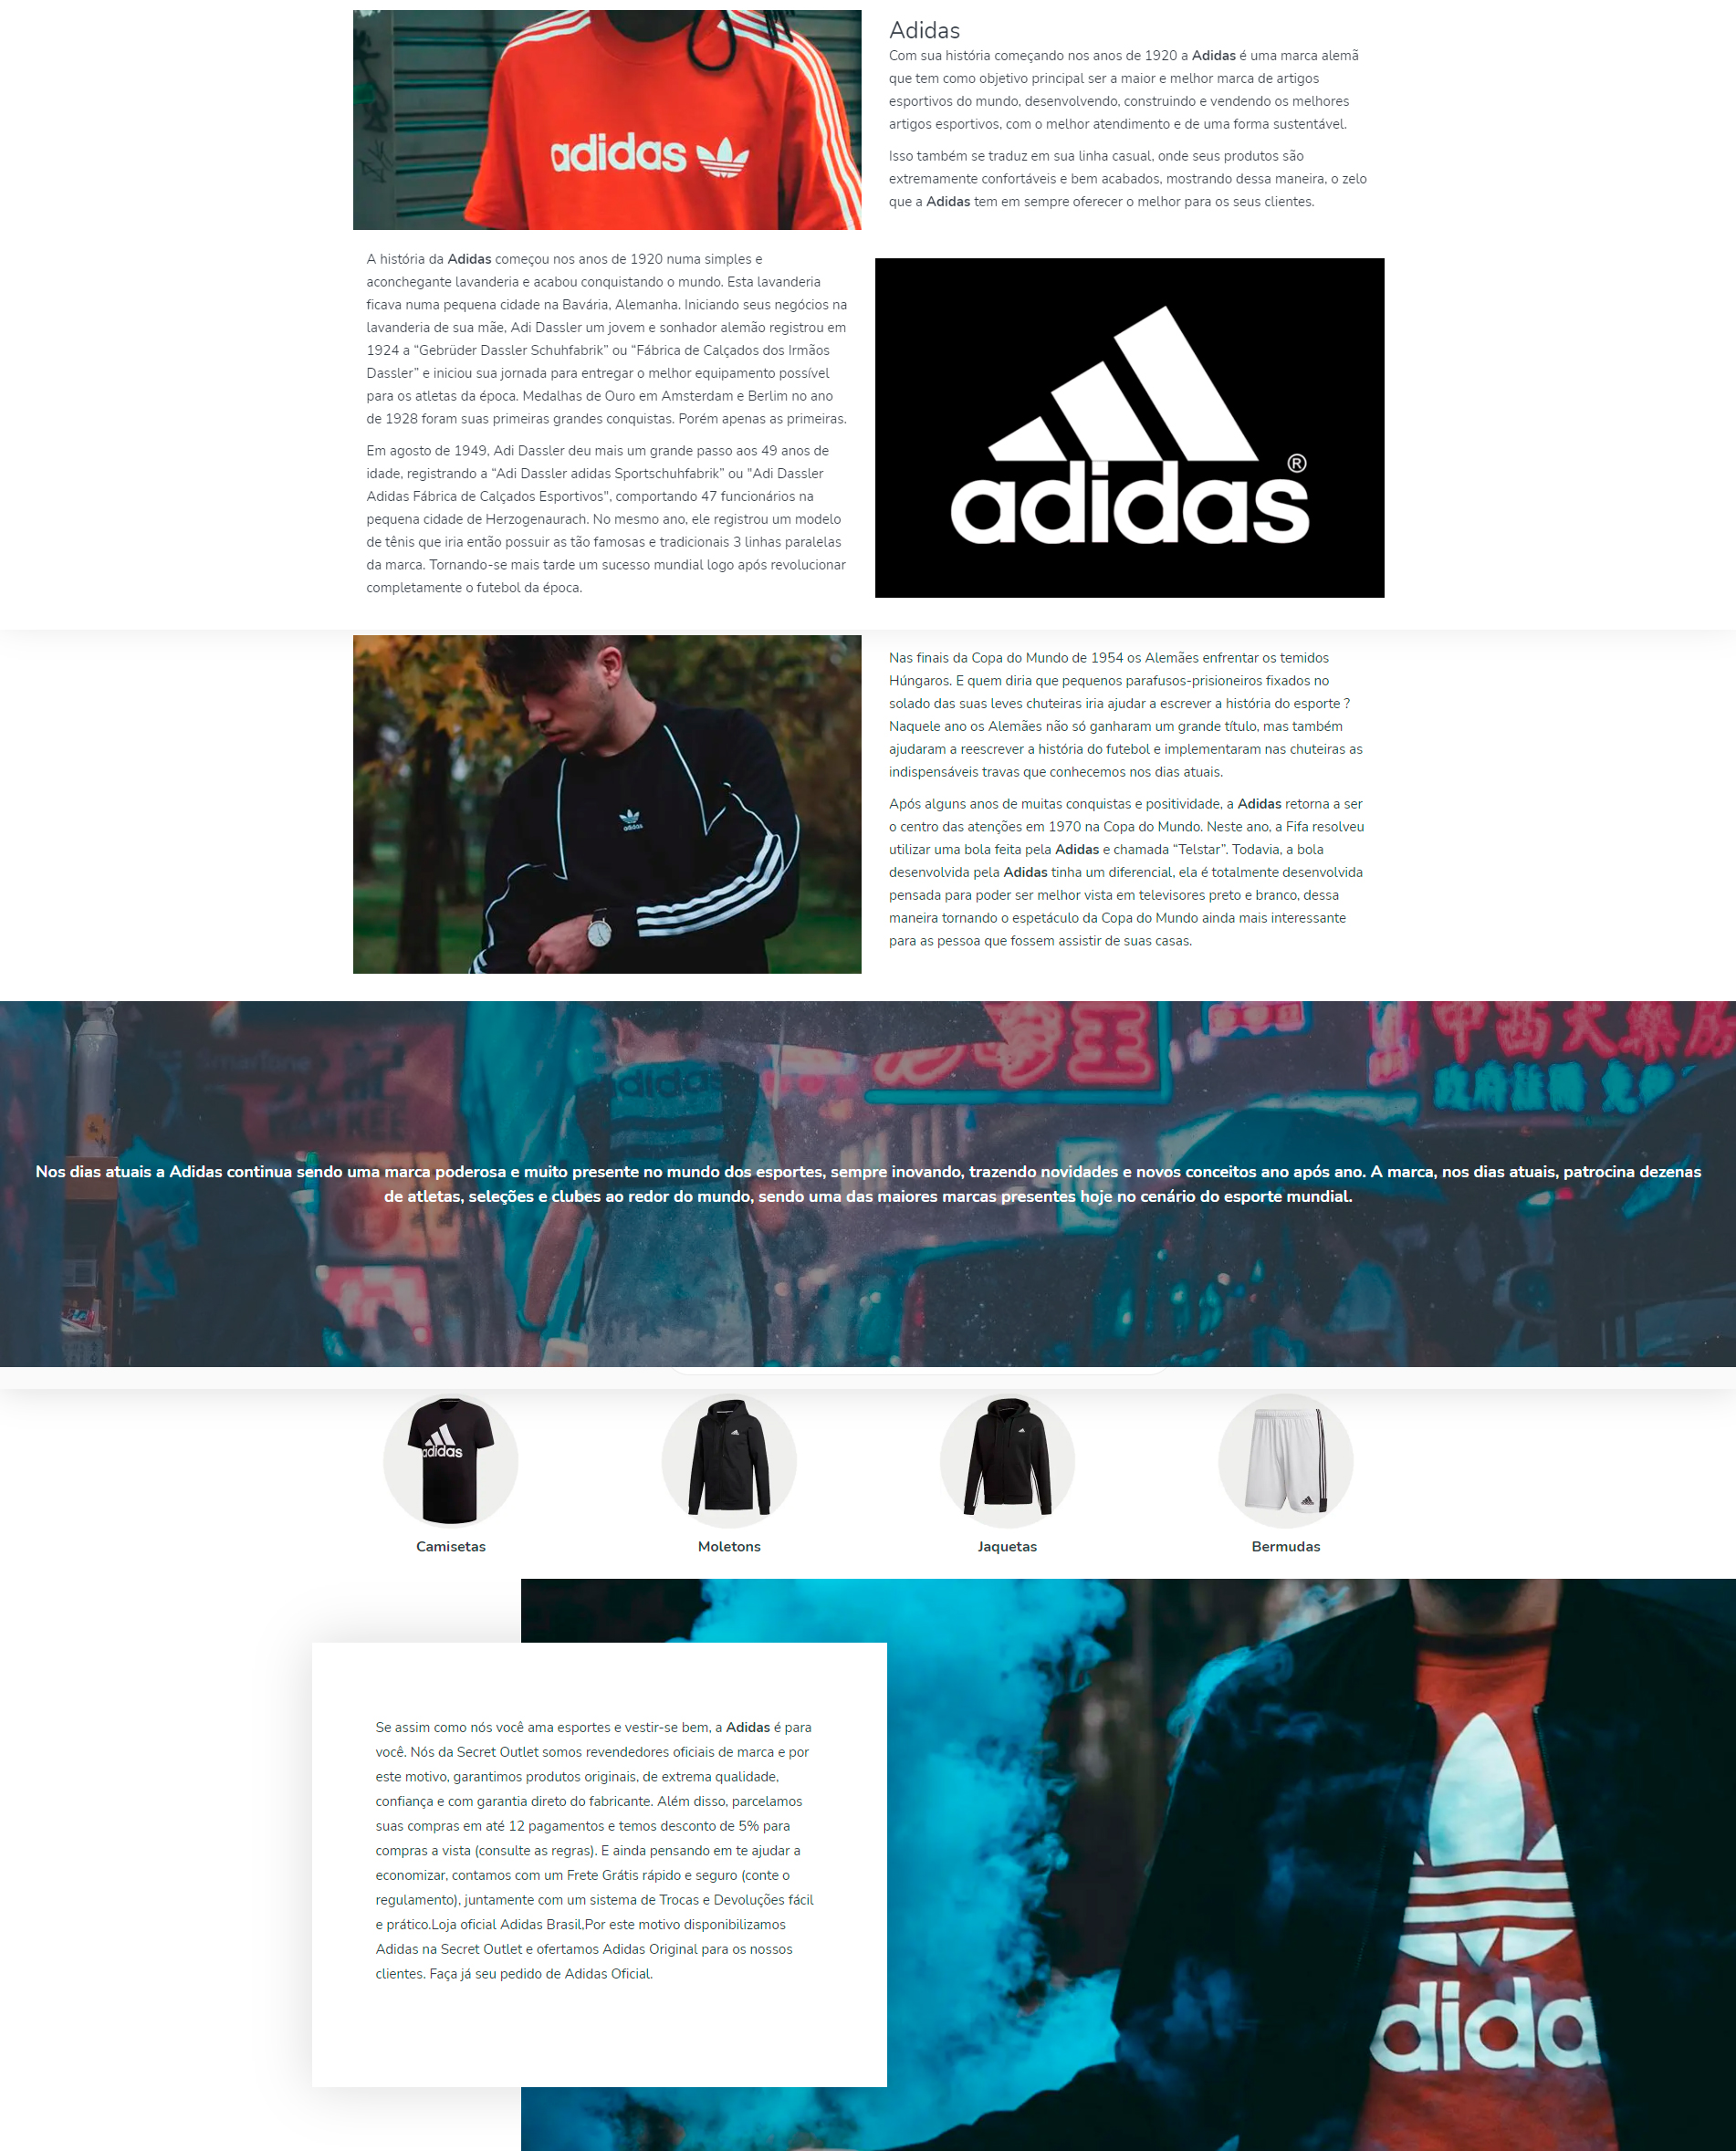 adidas
Adidas
Com sua história começando nos anos de 1920 a Adidas é uma marca alemã
que tem como objetivo principal ser a maior e melhor marca de artigos
esportivos do mundo, desenvolvendo, construindo e vendendo os melhores
artigos esportivos, com o melhor atendimento e de uma forma sustentável.
Isso também se traduz em sua linha casual, onde seus produtos são
extremamente confortáveis e bem acabados, mostrando dessa maneira, o zelo
que a Adidas tem em sempre oferecer o melhor para os seus clientes.
A história da Adidas começou nos anos de 1920 numa simples e
aconchegante lavanderia e acabou conquistando o mundo. Esta lavanderia
ficava numa pequena cidade na Bavária, Alemanha. Iniciando seus negócios na
lavanderia de sua mãe, Adi Dassler um jovem e sonhador alemão registrou em
1924 a “Gebrüder Dassler Schuhfabrik” ou “Fábrica de Calçados dos Irmãos
Dassler” e iniciou sua jornada para entregar o melhor equipamento possível
para os atletas da época. Medalhas de Ouro em Amsterdam e Berlim no ano
de 1928 foram suas primeiras grandes conquistas. Porém apenas as primeiras.
Em agosto de 1949, Adi Dassler deu mais um grande passo aos 49 anos de
idade, registrando a “Adi Dassler adidas Sportschuhfabrik” ou "Adi Dassler
Adidas Fábrica de Calçados Esportivos", comportando 47 funcionários na
pequena cidade de Herzogenaurach. No mesmo ano, ele registrou um modelo
de tênis que iria então possuir as tão famosas e tradicionais 3 linhas paralelas
da marca. Tornando-se mais tarde um sucesso mundial logo após revolucionar
completamente o futebol da época.
adidas®
adidas
Nas finais da Copa do Mundo de 1954 os Alemães enfrentar os temidos
Húngaros. E quem diria que pequenos parafusos-prisioneiros fixados no
solado das suas leves chuteiras iria ajudar a escrever a história do esporte ?
Naquele ano os Alemães não só ganharam um grande título, mas também
ajudaram a reescrever a história do futebol e implementaram nas chuteiras as
indispensáveis travas que conhecemos nos dias atuais.
Após alguns anos de muitas conquistas e positividade, a Adidas retorna a ser
o centro das atenções em 1970 na Copa do Mundo. Neste ano, a Fifa resolveu
utilizar uma bola feita pela Adidas e chamada “Telstar”. Todavia, a bola
desenvolvida pela Adidas tinha um diferencial, ela é totalmente desenvolvida
pensada para poder ser melhor vista em televisores preto e branco, dessa
maneira tornando o espetáculo da Copa do Mundo ainda mais interessante
para as pessoa que fossem assistir de suas casas.
SmarTone
中西大藥房
adidas
Nos dias atuais a Adidas continua sendo uma marca poderosa e muito presente no mundo dos esportes, sempre inovando, trazendo novidades e novos conceitos ano após ano. A marca, nos dias atuais, patrocina dezenas
de atletas, seleções e clubes ao redor do mundo, sendo uma das maiores marcas presentes hoje no cenário do esporte mundial.
adidas
Camisetas
Moletons
Jaquetas
Bermudas
Se assim como nós você ama esportes e vestir-se bem, a Adidas é para
você. Nós da Secret Outlet somos revendedores oficiais de marca e por
este motivo, garantimos produtos originais, de extrema qualidade,
confiança e com garantia direto do fabricante. Além disso, parcelamos
suas compras em até 12 pagamentos e temos desconto de 5% para
compras a vista (consulte as regras). E ainda pensando em te ajudar a
economizar, contamos com um Frete Grátis rápido e seguro (conte o
regulamento), juntamente com um sistema de Trocas e Devoluções fácil
e prático.Loja oficial Adidas Brasil,Por este motivo disponibilizamos
Adidas na Secret Outlet e ofertamos Adidas Original para os nossos
clientes. Faça já seu pedido de Adidas Oficial.
adida